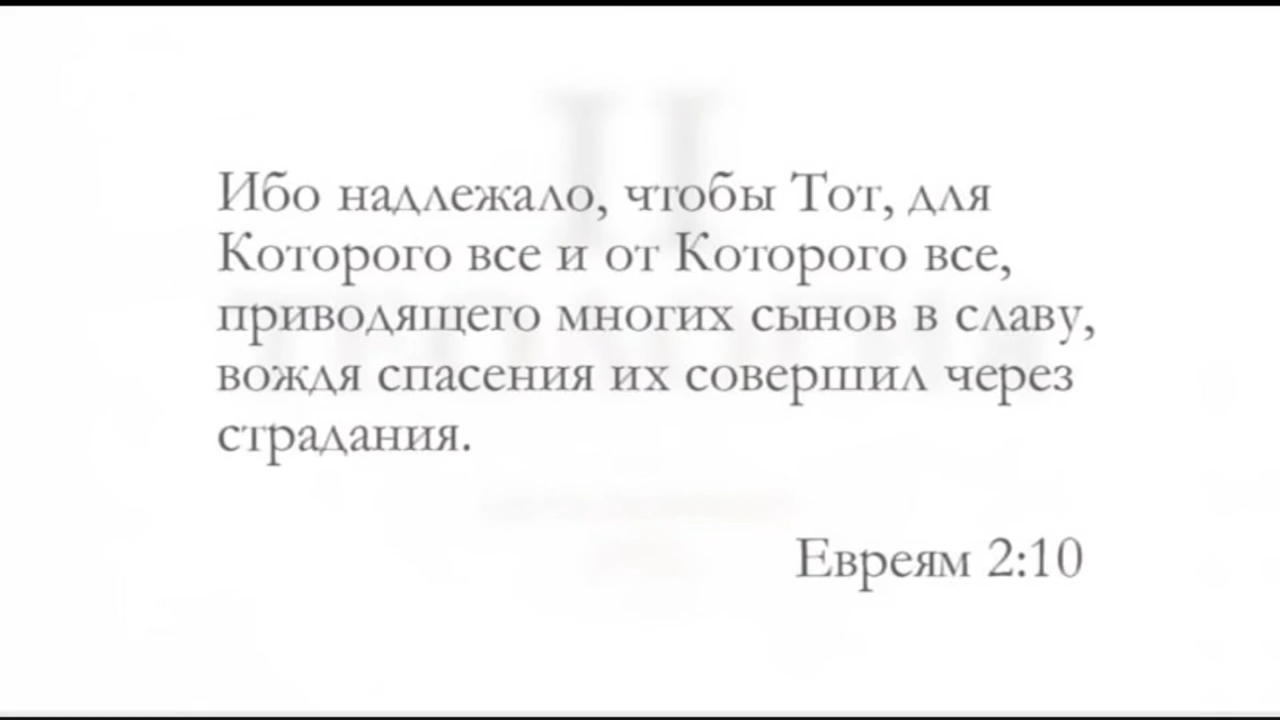 Ибо надлежало, чтобы Тот, для
Которого все и от Которого все,
приводящего многих сынов в славу,
вождя спасения их совершил через
страдания.
Евреям 2:10